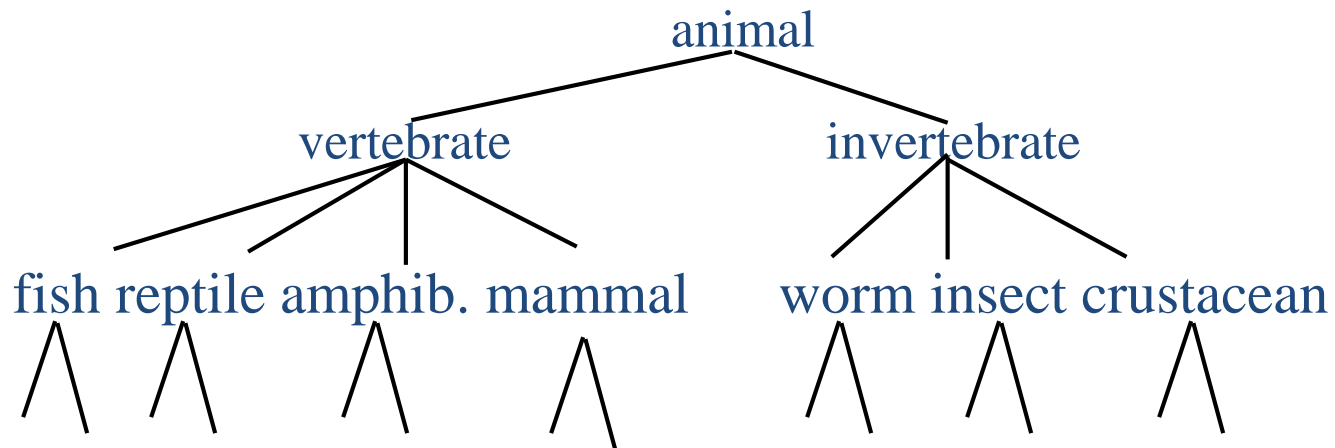 animal
vertebrate invertebrate
fish reptile amphib. mammal worm insect crustacean